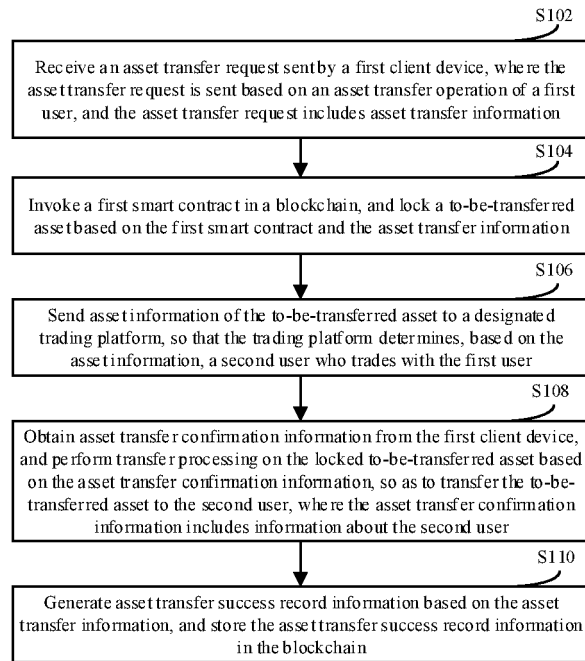 S102
Receive an asset transfer request sent by a first client device, where the
asset transfer request is sent based on an asset transfer operation of a first
user, and the asset transfer request includes asset transfer information
S104
Invoke a first smart contract in a blockchain, and lock a to-be-transferred
asset based on the first smart contract and the asset transfer information
S106
Send asset information of the to-be-transferred asset to a designated
trading platform, so that the trading platform determines, based on the
asset information, a second user who trades with the first user
S108
Obtain asset transfer confirmation information from the first client device,
and perform transfer processing on the locked to-be-transferred asset based
on the asset transfer confirmation information, so as to transfer the to-be-
transferred asset to the second user, where the asset transfer confirmation
information includes information about the second user
S110
Generate asset transfer success record information based on the asset
transfer information, and store the asset transfer success record information
in the blockchain